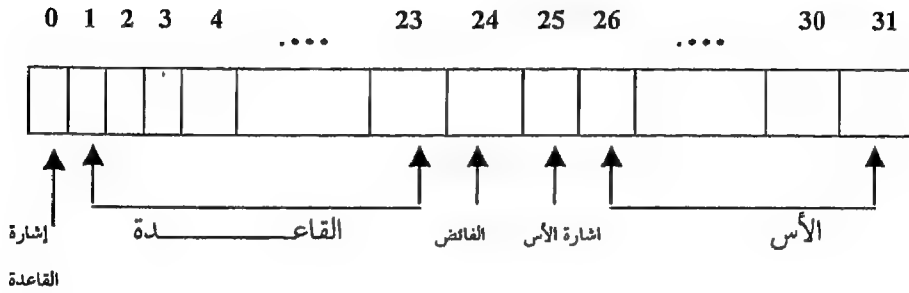 0 1 2 3 4 .... 23 24 25 26 .... 30 31
إشارة القاعـــــــــدة الفائض اشارة الأس الأس
القاعدة